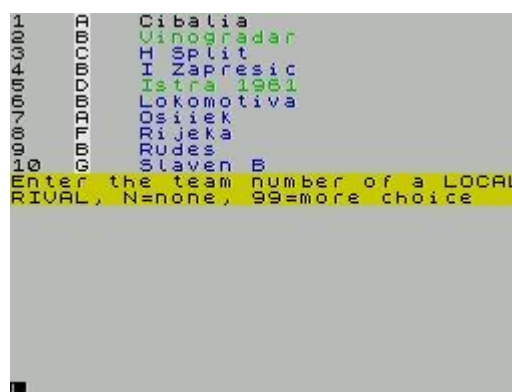 1 A Cibalia
2 B Vinogradar
3 C H Split
4 B I Zapresic
5 D Istra 1961
6 B Lokomotiva
7 A Osiiek
8 F Rijeka
9 B Rudes
10 G Slaven B
Enter the team number of a LOCAL
RIVAL, N=none, 99=more choice
L